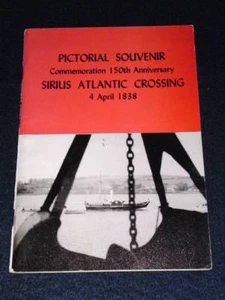 PICTORIAL SOUVENIR
Commemoration 150th Anniversary
SIRIUS ATLANTIC CROSSING
4 April 1838